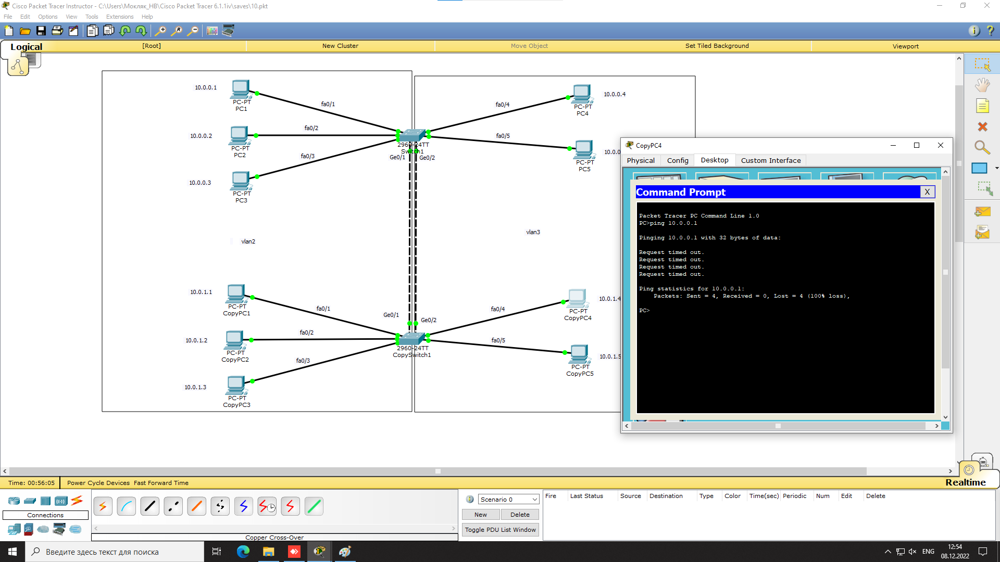 Cisco Packet Tracer Instructor - C:\Users\Мокляк_НВ\Cisco Packet Tracer 6.1.1iv\saves\10.pkt
File Edit Options View Tools Extensions Help
Logical [Root] New Cluster Move Object Set Tiled Background Viewport
10.0.0.1
PC-PT
PC1
fa0/1
10.0.0.2
PC-PT
PC2
fa0/2
10.0.0.3
PC-PT
PC3
fa0/3
2960-24TT
Switch1
Ge0/1
Ge0/2
fa0/4
PC-PT
PC4
10.0.0.4
fa0/5
PC-PT
PC5
10.0.0
vlan2
vlan3
10.0.1.1
PC-PT
CopyPC1
fa0/1
10.0.1.2
PC-PT
CopyPC2
fa0/2
10.0.1.3
PC-PT
CopyPC3
fa0/3
Ge0/1
Ge0/2
2960-24TT
CopySwitch1
fa0/4
PC-PT
CopyPC4
10.0.1.4
fa0/5
PC-PT
CopyPC5
10.0.1.5
CopyPC4
Physical Config Desktop Custom Interface
Command Prompt X
Packet Tracer PC Command Line 1.0
PC>ping 10.0.0.1
Pinging 10.0.0.1 with 32 bytes of data:
Request timed out.
Request timed out.
Request timed out.
Request timed out.
Ping statistics for 10.0.0.1:
Packets: Sent = 4, Received = 0, Lost = 4 (100% loss),
PC>
Time: 00:56:05 Power Cycle Devices Fast Forward Time Realtime
Connections
Copper Cross-Over
Scenario 0
New Delete
Toggle PDU List Window
Fire Last Status Source Destination Type Color Time(sec) Periodic Num Edit Delete
Введите здесь текст для поиска
ENG
12:54
08.12.2022